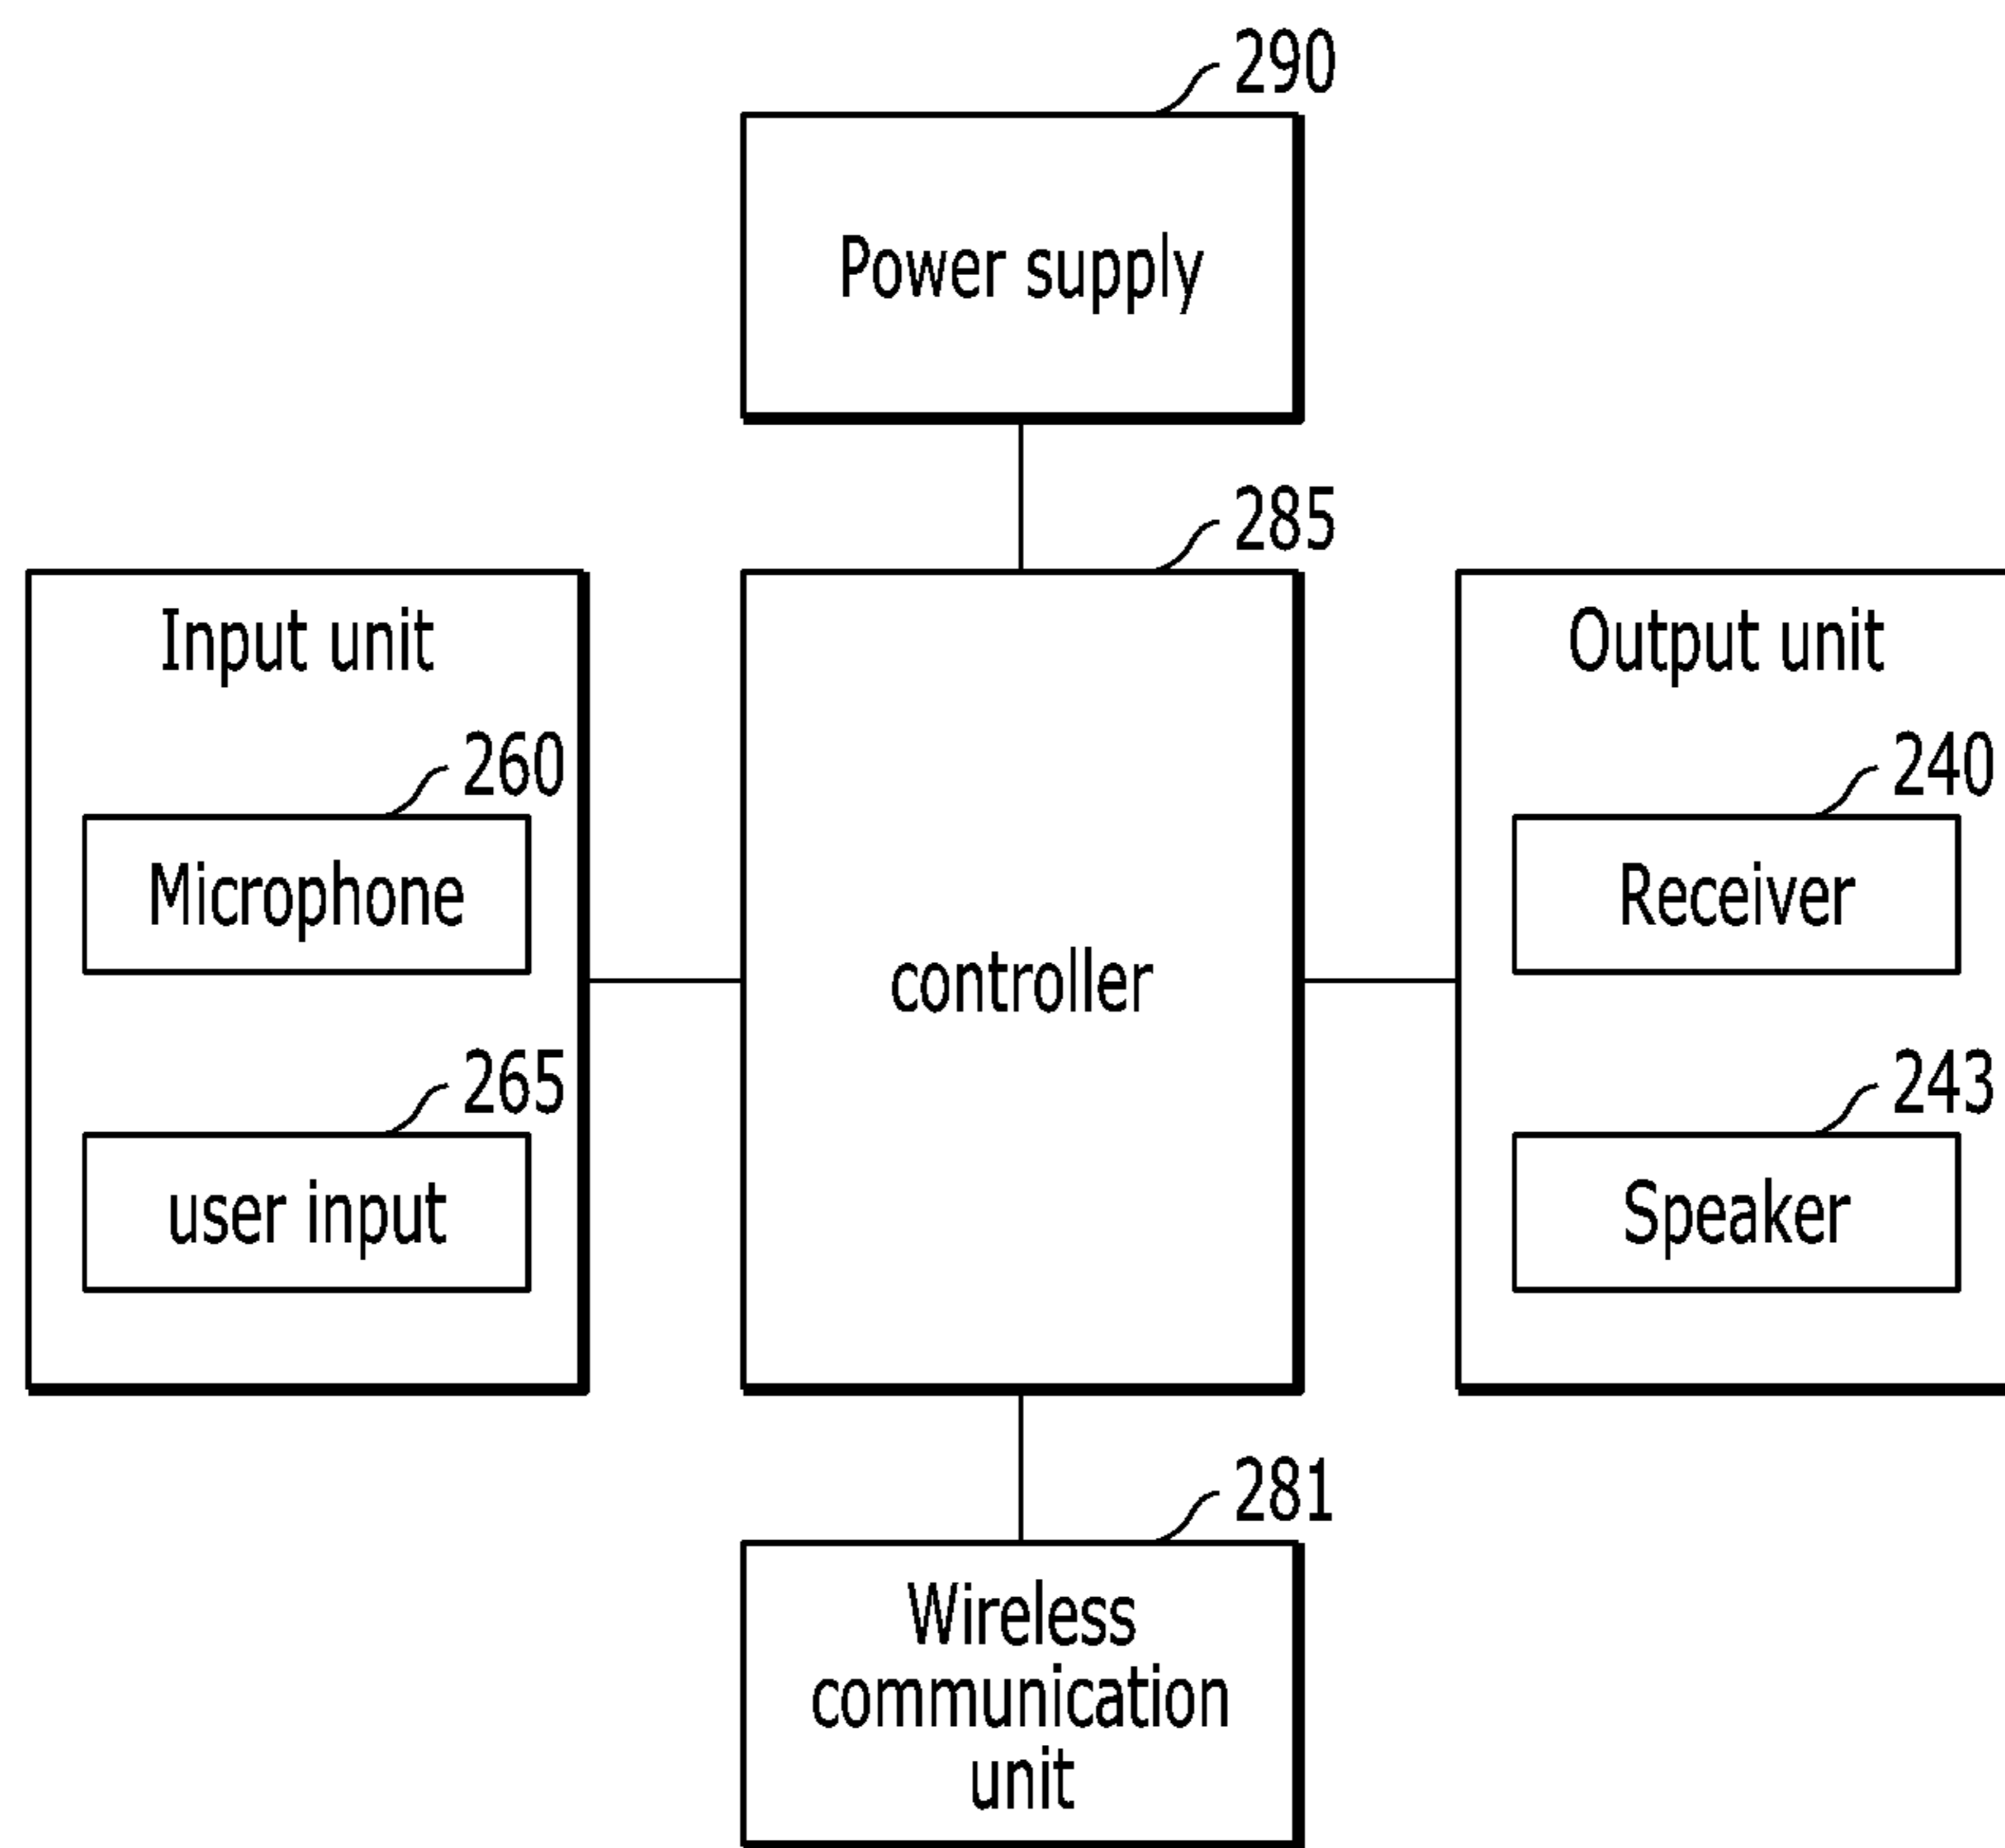 290
Power supply
285
Input unit
controller
Output unit
260
Microphone
240
Receiver
265
user input
243
Speaker
281
Wireless
communication
unit